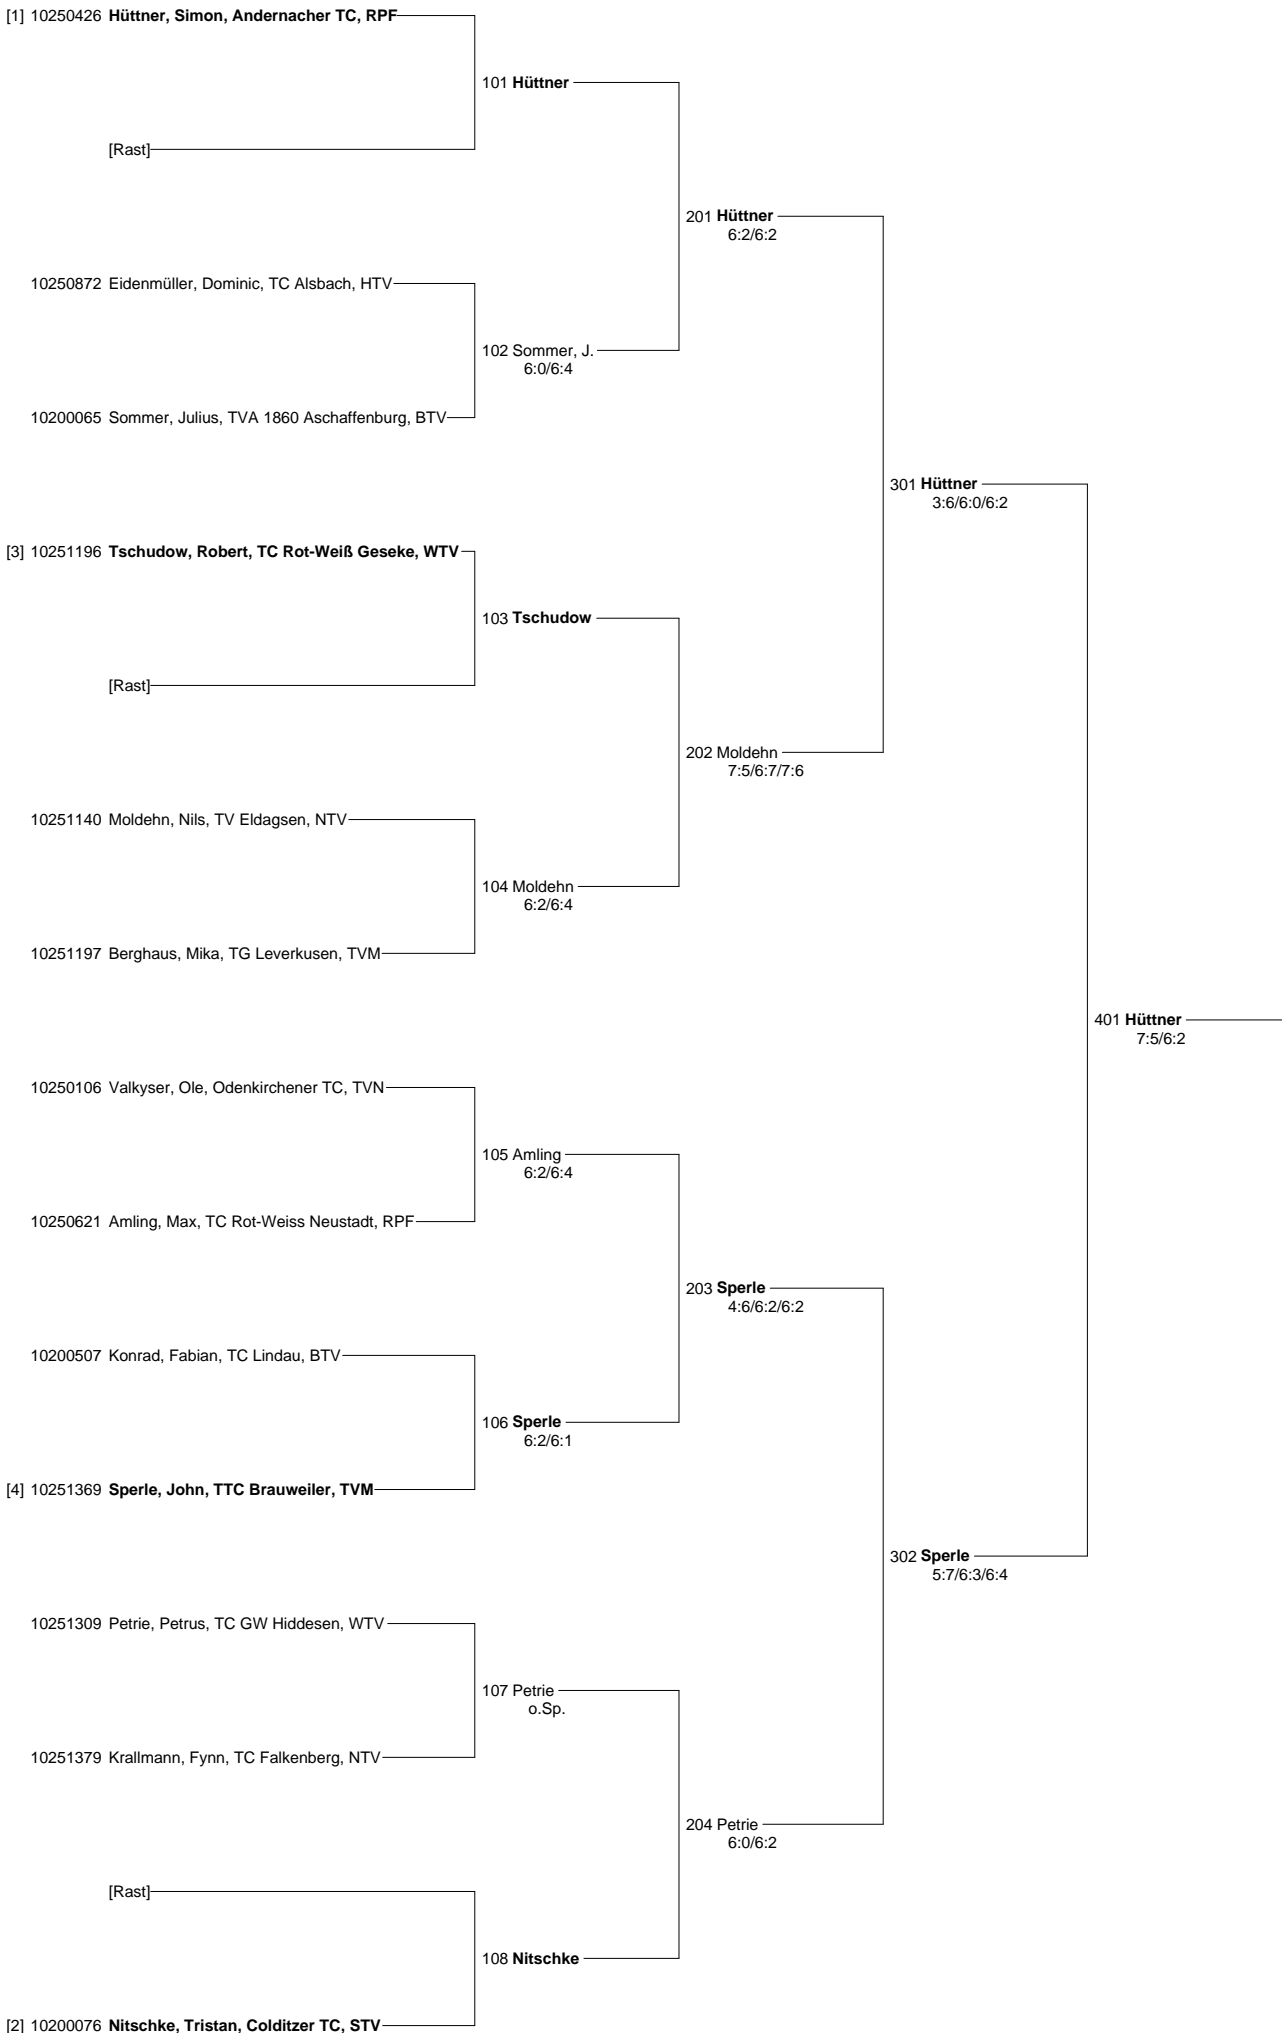 [1] 10250426 Hüttner, Simon, Andernacher TC, RPF
101 Hüttner
[Rast]
201 Hüttner
6:2/6:2
10250872 Eidenmüller, Dominic, TC Alsbach, HTV
102 Sommer, J.
6:0/6:4
10200065 Sommer, Julius, TVA 1860 Aschaffenburg, BTV
301 Hüttner
3:6/6:0/6:2
[3] 10251196 Tschudow, Robert, TC Rot-Weiß Geseke, WTV
103 Tschudow
[Rast]
202 Moldehn
7:5/6:7/7:6
10251140 Moldehn, Nils, TV Eldagsen, NTV
104 Moldehn
6:2/6:4
10251197 Berghaus, Mika, TG Leverkusen, TVM
401 Hüttner
7:5/6:2
10250106 Valkyser, Ole, Odenkirchener TC, TVN
105 Amling
6:2/6:4
10250621 Amling, Max, TC Rot-Weiss Neustadt, RPF
203 Sperle
4:6/6:2/6:2
10200507 Konrad, Fabian, TC Lindau, BTV
106 Sperle
6:2/6:1
[4] 10251369 Sperle, John, TTC Brauweiler, TVM
302 Sperle
5:7/6:3/6:4
10251309 Petrie, Petrus, TC GW Hiddesen, WTV
107 Petrie
o.Sp.
10251379 Krallmann, Fynn, TC Falkenberg, NTV
204 Petrie
6:0/6:2
[Rast]
108 Nitschke
[2] 10200076 Nitschke, Tristan, Colditzer TC, STV